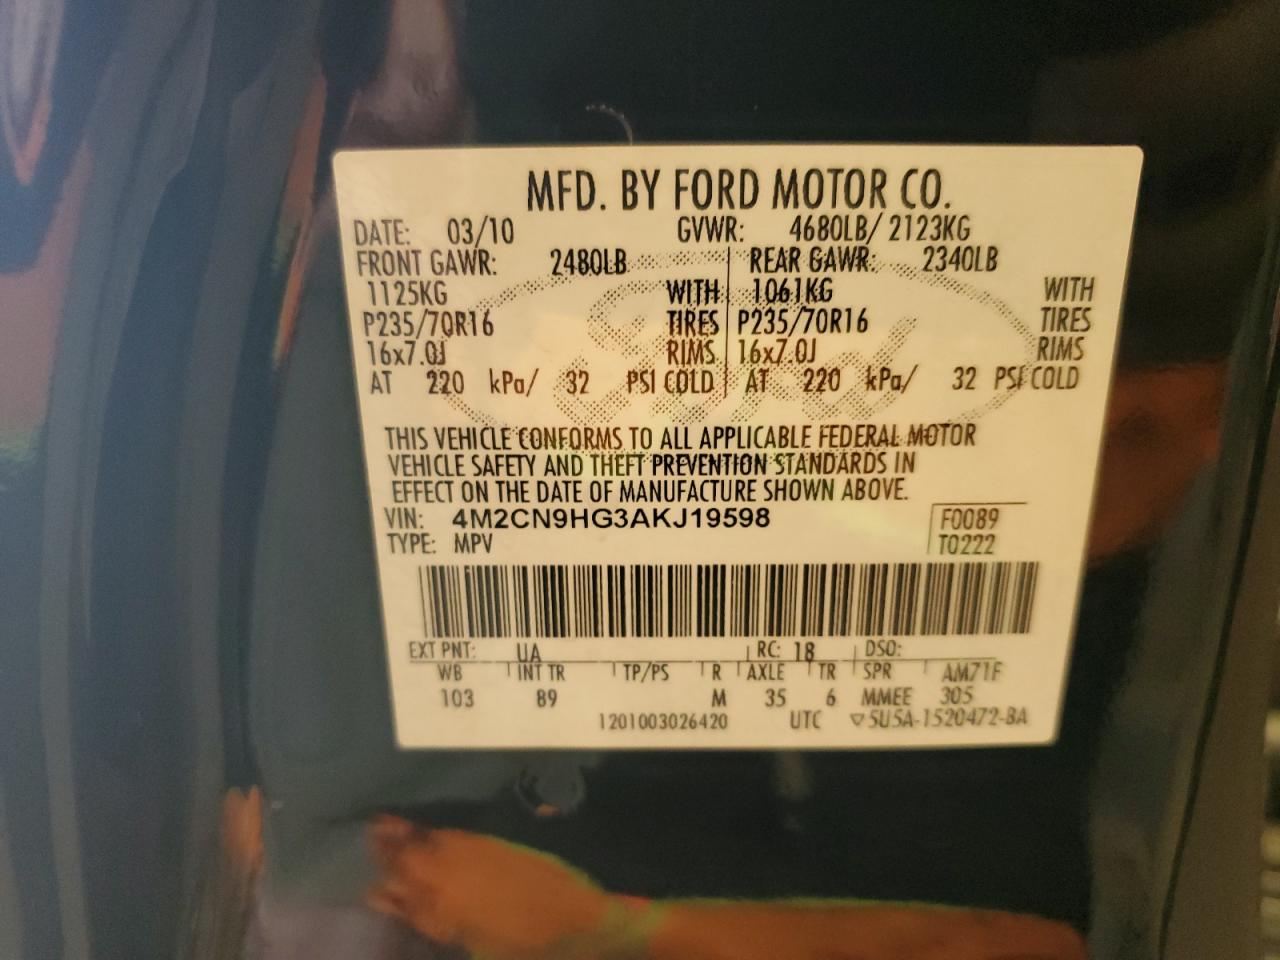 MFD. BY FORD MOTOR CO.
DATE: 03/10 GVWR: 4680LB/ 2123KG
FRONT GAWR: 2480LB REAR GAWR: 2340LB
1125KG WITH 1061KG WITH
P235/70R16 TIRES P235/70R16 TIRES
16x7.0J RIMS 16x7.0J RIMS
AT 220 kPa/ 32 PSI COLD AT 220 kPa/ 32 PSI COLD
Ford
THIS VEHICLE CONFORMS TO ALL APPLICABLE FEDERAL MOTOR
VEHICLE SAFETY AND THEFT PREVENTION STANDARDS IN
EFFECT ON THE DATE OF MANUFACTURE SHOWN ABOVE.
VIN: 4M2CN9HG3AKJ19598 F0089
TYPE: MPV T0222
EXT PNT: UA RC: 18 DSO:
WB INT TR TP/PS R AXLE TR SPR AM71F
103 89 M 35 6 MMEE 305
1201003026420 UTC ▽5U5A-1520472-BA